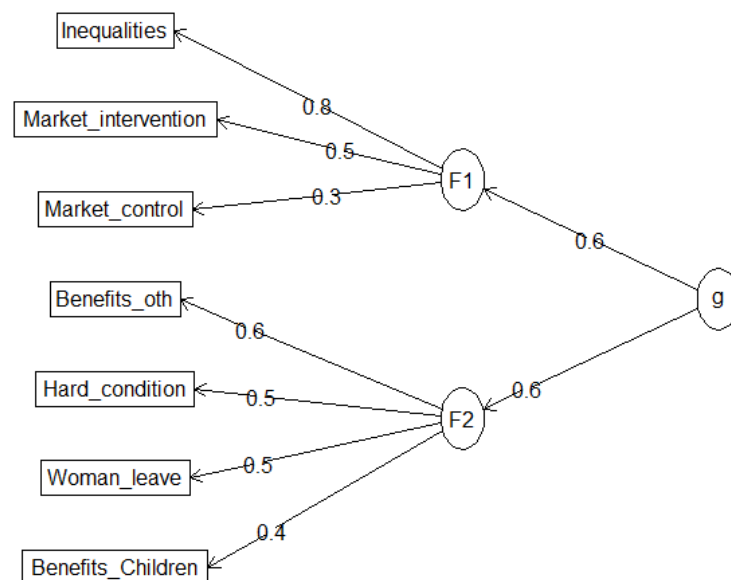 Inequalities
0.8
Market_intervention
0.5
F1
Market_control
0.3
0.6
Benefits_oth
g
0.6
Hard_condition
0.5
0.6
F2
Woman_leave
0.5
0.4
Benefits_Children